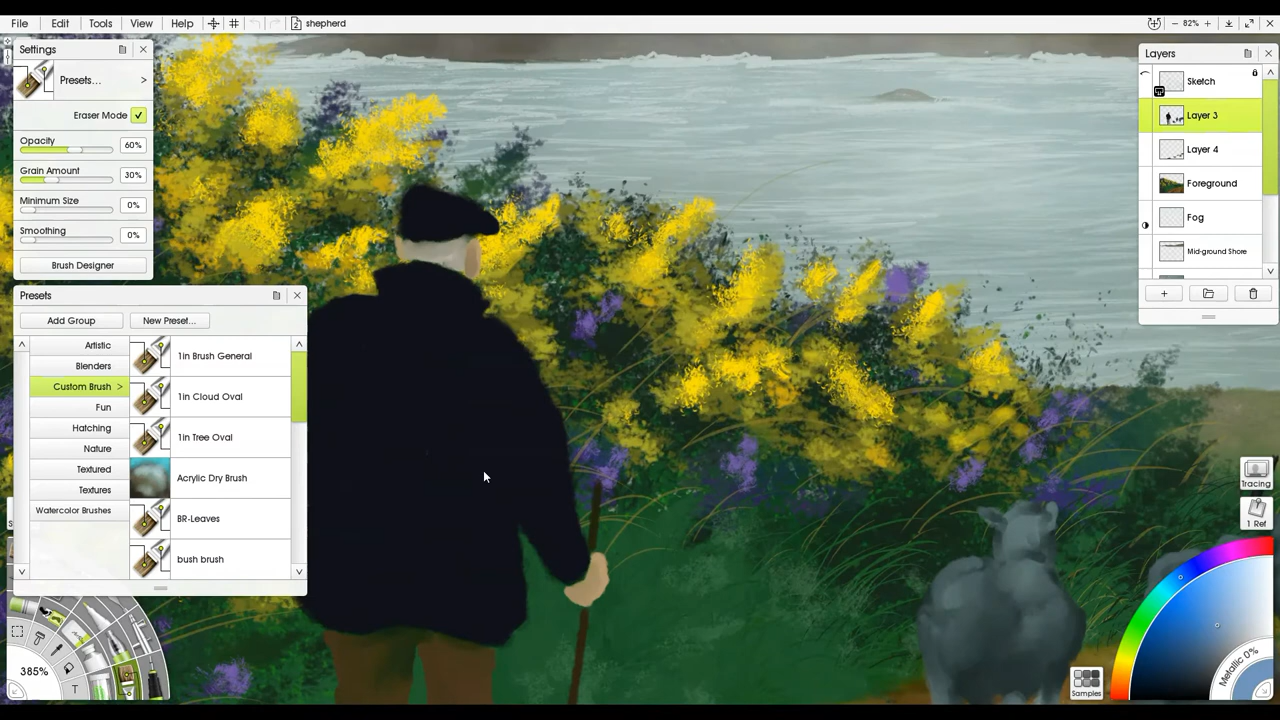 File Edit Tools View Help 2 shepherd 82%
Settings
Presets... >
Eraser Mode
Opacity 60%
Grain Amount 30%
Minimum Size 0%
Smoothing 0%
Brush Designer
Presets
Add Group New Preset...
Artistic
Blenders
Custom Brush >
Fun
Hatching
Nature
Textured
Textures
Watercolor Brushes
1in Brush General
1in Cloud Oval
1in Tree Oval
Acrylic Dry Brush
BR-Leaves
bush brush
385%
T
Layers
Sketch
Layer 3
Layer 4
Foreground
Fog
Mid-ground Shore
Tracing
1 Ref
Samples
Metallic 0%